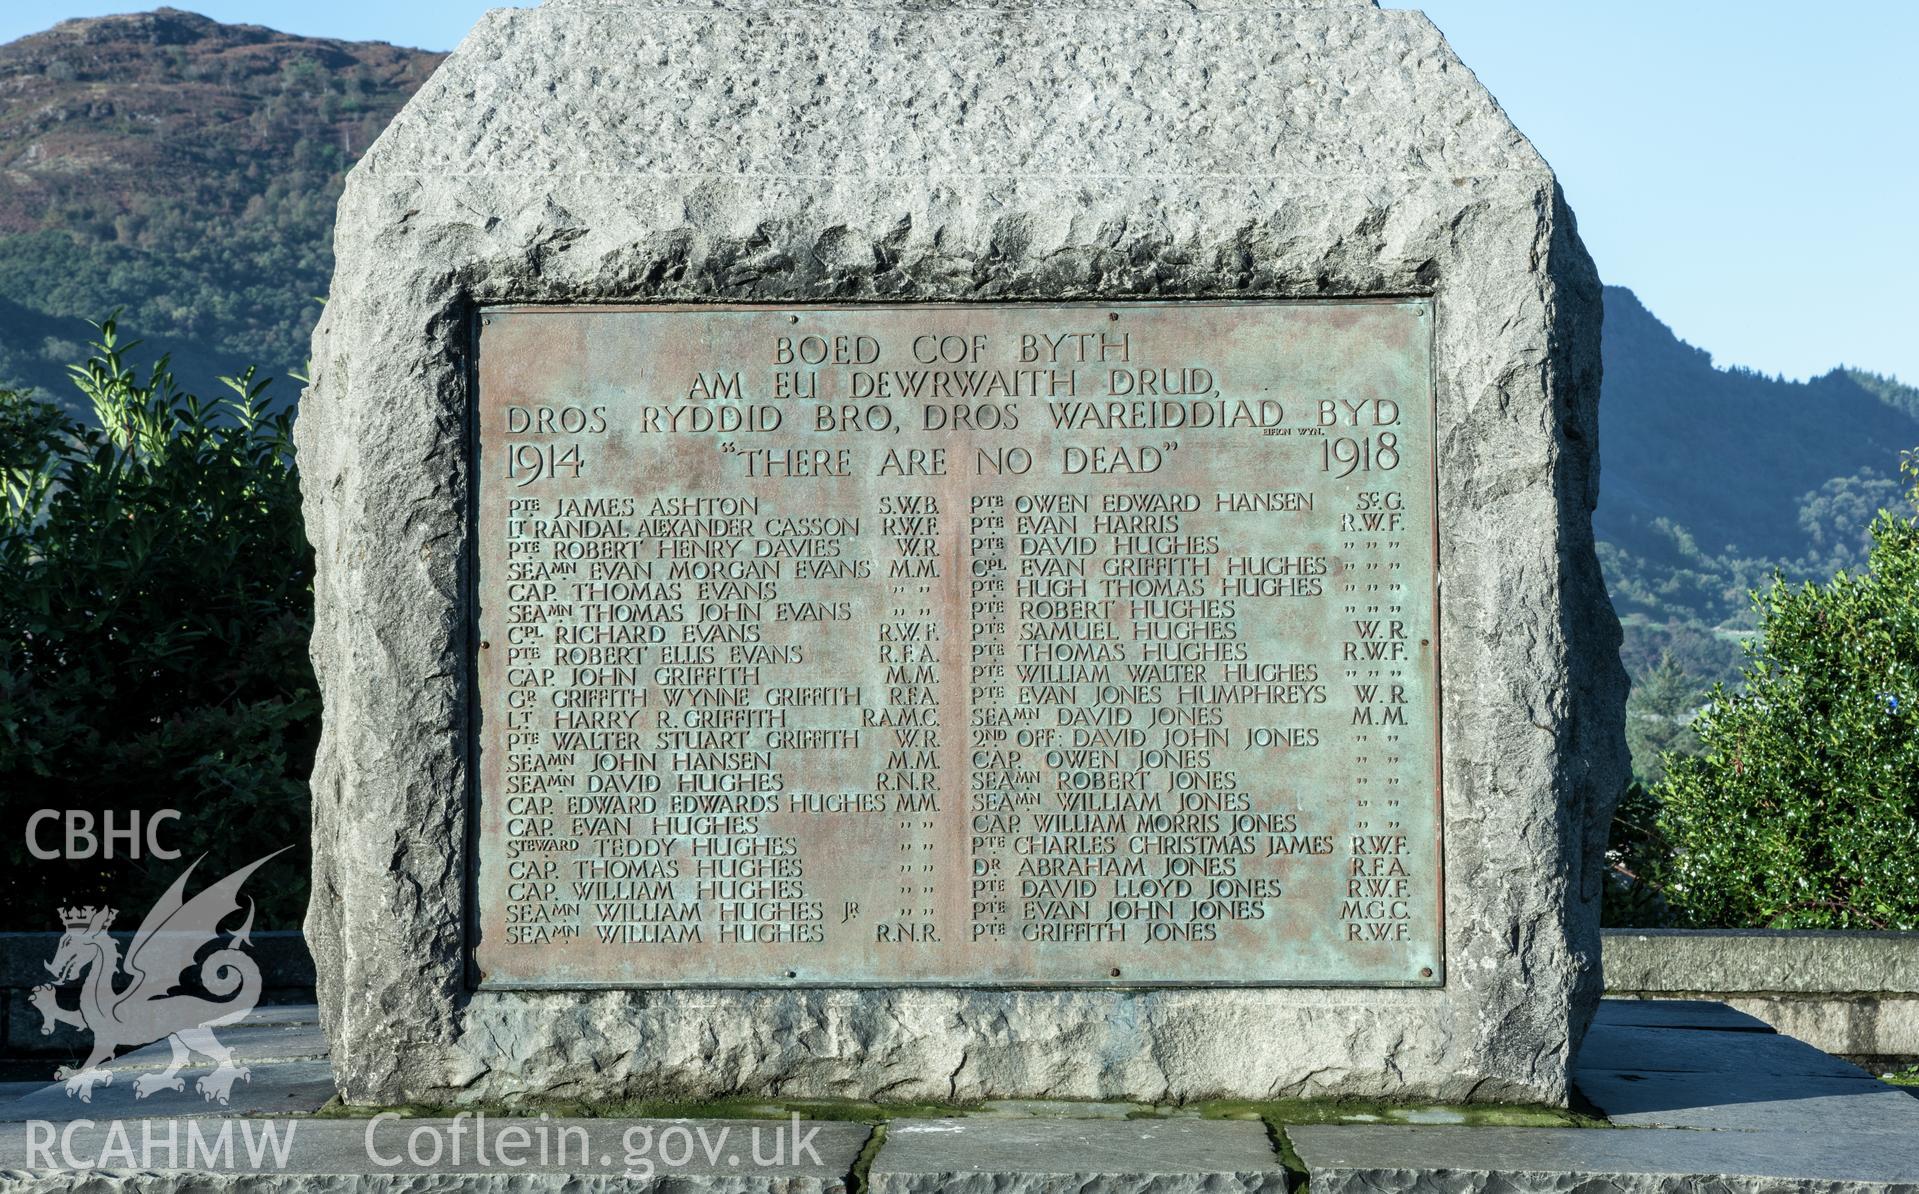 BOED COF BYTH
AM EU DEWRWAITH DRUD,
DROS RYDDID BRO, DROS WAREIDDIAD BYD.
EIFION WYN.
1914 "THERE ARE NO DEAD" 1918
PTE JAMES ASHTON S.W.B.
LT RANDAL ALEXANDER CASSON R.W.F.
PTE ROBERT HENRY DAVIES W.R.
SEAMN EVAN MORGAN EVANS M.M.
CAP. THOMAS EVANS " "
SEAMN THOMAS JOHN EVANS " "
CPL RICHARD EVANS R.W.F.
PTE ROBERT ELLIS EVANS R.F.A.
CAP. JOHN GRIFFITH M.M.
GR GRIFFITH WYNNE GRIFFITH R.F.A.
LT HARRY R. GRIFFITH R.A.M.C.
PTE WALTER STUART GRIFFITH W.R.
SEAMN JOHN HANSEN M.M.
SEAMN DAVID HUGHES R.N.R.
CAP. EDWARD EDWARDS HUGHES M.M.
CAP. EVAN HUGHES " "
STEWARD TEDDY HUGHES " "
CAP. THOMAS HUGHES " "
CAP. WILLIAM HUGHES " "
SEAMN WILLIAM HUGHES JR " "
SEAMN WILLIAM HUGHES R.N.R.
PTE OWEN EDWARD HANSEN Sc.G.
PTE EVAN HARRIS R.W.F.
PTE DAVID HUGHES " " "
CPL EVAN GRIFFITH HUGHES " " "
PTE HUGH THOMAS HUGHES " " "
PTE ROBERT HUGHES " " "
PTE SAMUEL HUGHES W.R.
PTE THOMAS HUGHES R.W.F.
PTE WILLIAM WALTER HUGHES " " "
PTE EVAN JONES HUMPHREYS W.R.
SEAMN DAVID JONES M.M.
2ND OFF. DAVID JOHN JONES " "
CAP. OWEN JONES " "
SEAMN ROBERT JONES " "
SEAMN WILLIAM JONES " "
CAP. WILLIAM MORRIS JONES " "
PTE CHARLES CHRISTMAS JAMES R.W.F.
DR ABRAHAM JONES R.F.A.
PTE DAVID LLOYD JONES R.W.F.
PTE EVAN JOHN JONES M.G.C.
PTE GRIFFITH JONES R.W.F.
CBHC
RCAHMW Coflein.gov.uk